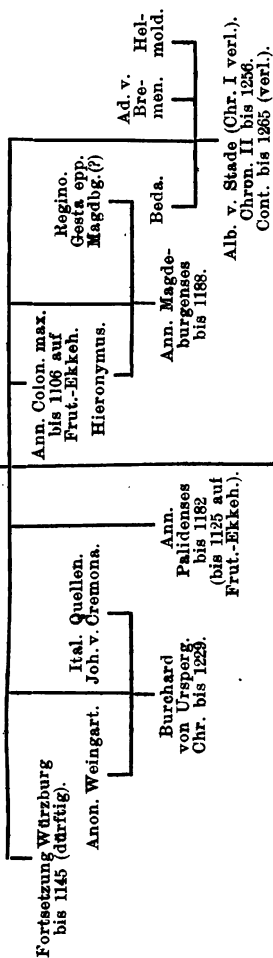 Fortsetzung Würzburg
bis 1145 (dürftig).
Anon. Weingart.
Ital. Quellen.
Joh. v. Cremona.
Burchard
von Ursperg.
Chr. bis 1229.
Ann.
Palidenses
bis 1182
(bis 1125 auf
Frut.-Ekkeh.).
Ann. Colon. max.
bis 1106 auf
Frut.-Ekkeh.
Hieronymus.
Regino.
Gesta epp.
Magdbg. (?)
Ann. Magde-
burgenses
bis 1188.
Beda.
Ad. v.
Bre-
men.
Hel-
mold.
Alb. v. Stade (Chr. I verl.).
Chron. II bis 1256.
Cont. bis 1265 (verl.).